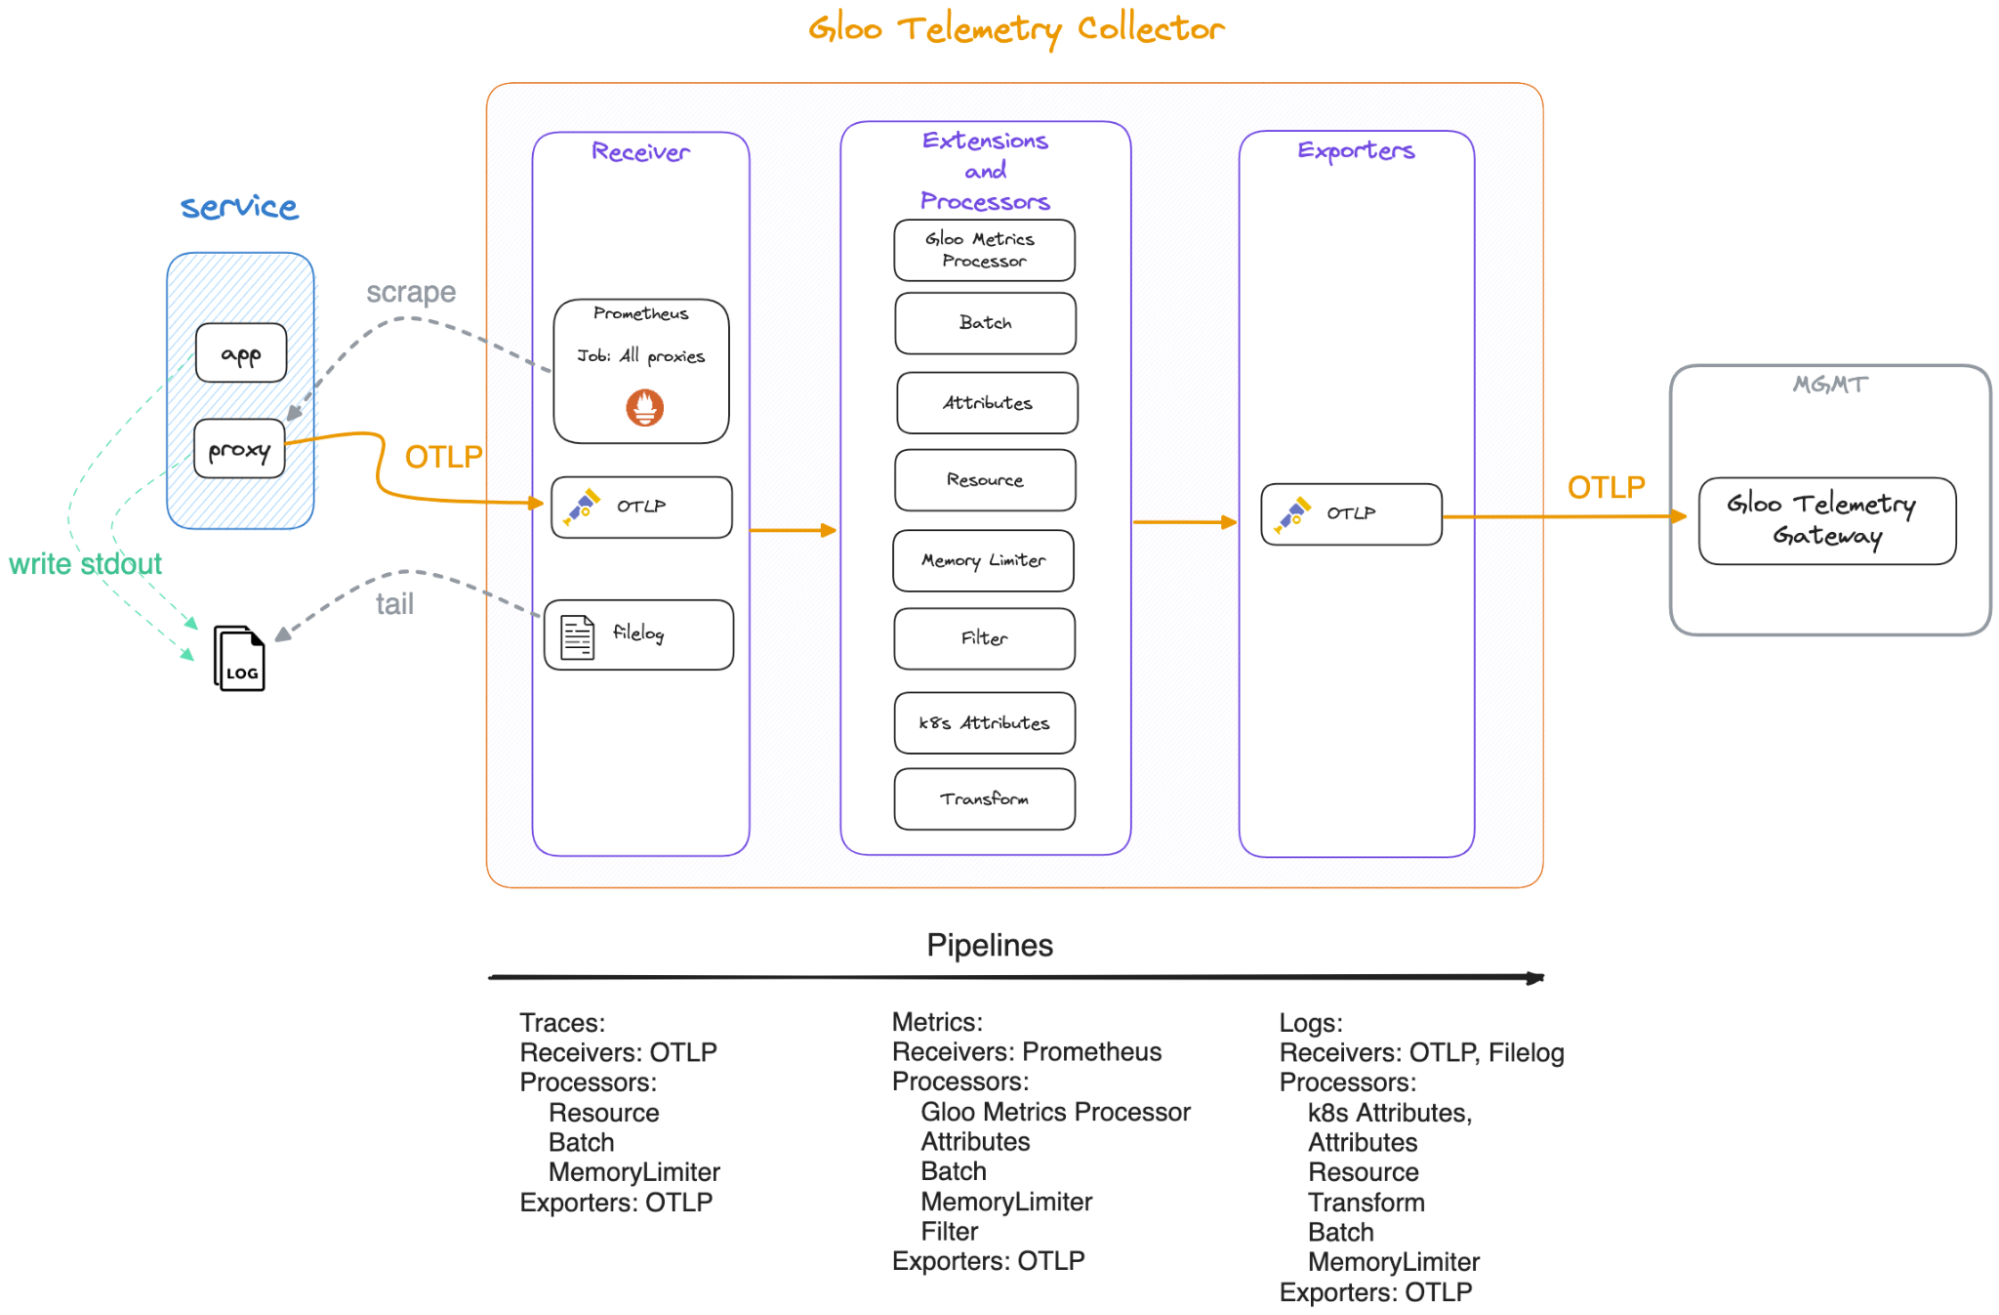 Gloo Telemetry Collector
service
app
proxy
write stdout
LOG
scrape
OTLP
tail
Receiver
Prometheus
Job: All proxies
OTLP
filelog
Extensions
and
Processors
Gloo Metrics
Processor
Batch
Attributes
Resource
Memory Limiter
Filter
k8s Attributes
Transform
Exporters
OTLP
OTLP
MGMT
Gloo Telemetry
Gateway
Pipelines
Traces:
Receivers: OTLP
Processors:
Resource
Batch
MemoryLimiter
Exporters: OTLP
Metrics:
Receivers: Prometheus
Processors:
Gloo Metrics Processor
Attributes
Batch
MemoryLimiter
Filter
Exporters: OTLP
Logs:
Receivers: OTLP, Filelog
Processors:
k8s Attributes,
Attributes
Resource
Transform
Batch
MemoryLimiter
Exporters: OTLP